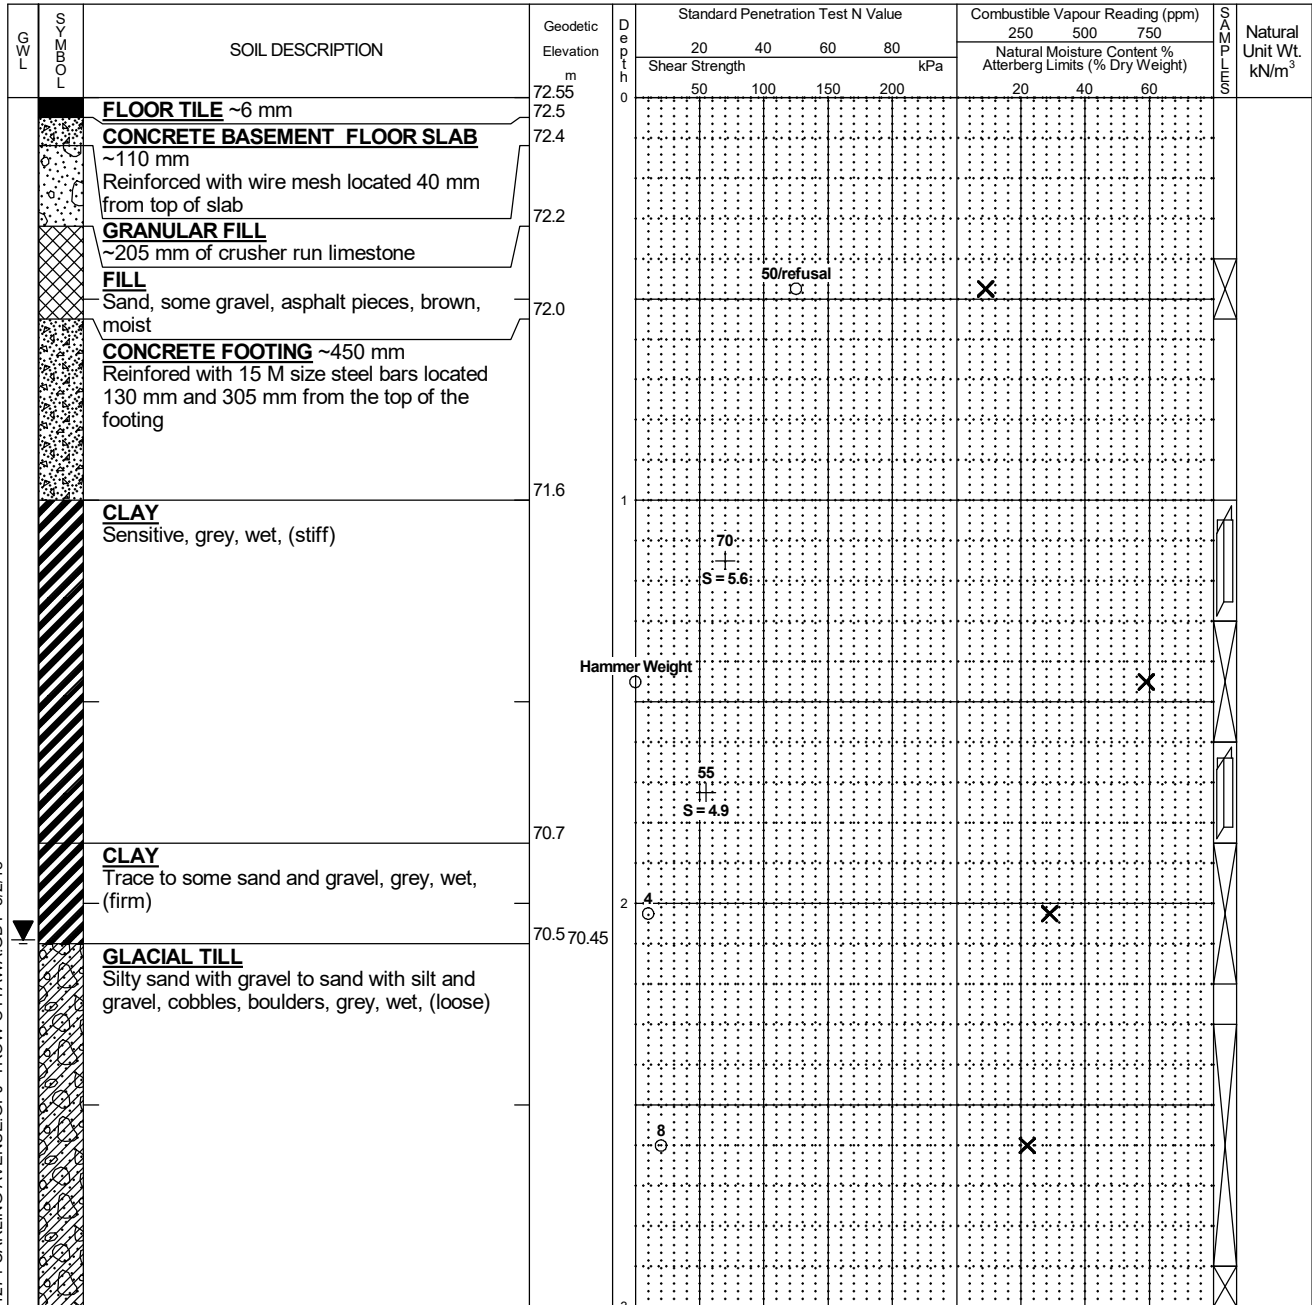 GWL
SYMBOL
SOIL DESCRIPTION
Geodetic
Elevation
m
Depth
Standard Penetration Test N Value
20 40 60 80
Shear Strength kPa
50 100 150 200
Combustible Vapour Reading (ppm)
250 500 750
Natural Moisture Content %
Atterberg Limits (% Dry Weight)
20 40 60
SAMPLES
Natural
Unit Wt.
kN/m³
72.55
0
FLOOR TILE ~6 mm
72.5
CONCRETE BASEMENT FLOOR SLAB
72.4
~110 mm
Reinforced with wire mesh located 40 mm
from top of slab
72.2
GRANULAR FILL
~205 mm of crusher run limestone
FILL
50/refusal
Sand, some gravel, asphalt pieces, brown,
72.0
moist
CONCRETE FOOTING ~450 mm
Reinfored with 15 M size steel bars located
130 mm and 305 mm from the top of the
footing
71.6
1
CLAY
Sensitive, grey, wet, (stiff)
70
S = 5.6
Hammer Weight
55
S = 4.9
70.7
CLAY
Trace to some sand and gravel, grey, wet,
(firm)
2
4
70.5 70.45
GLACIAL TILL
Silty sand with gravel to sand with silt and
gravel, cobbles, boulders, grey, wet, (loose)
8